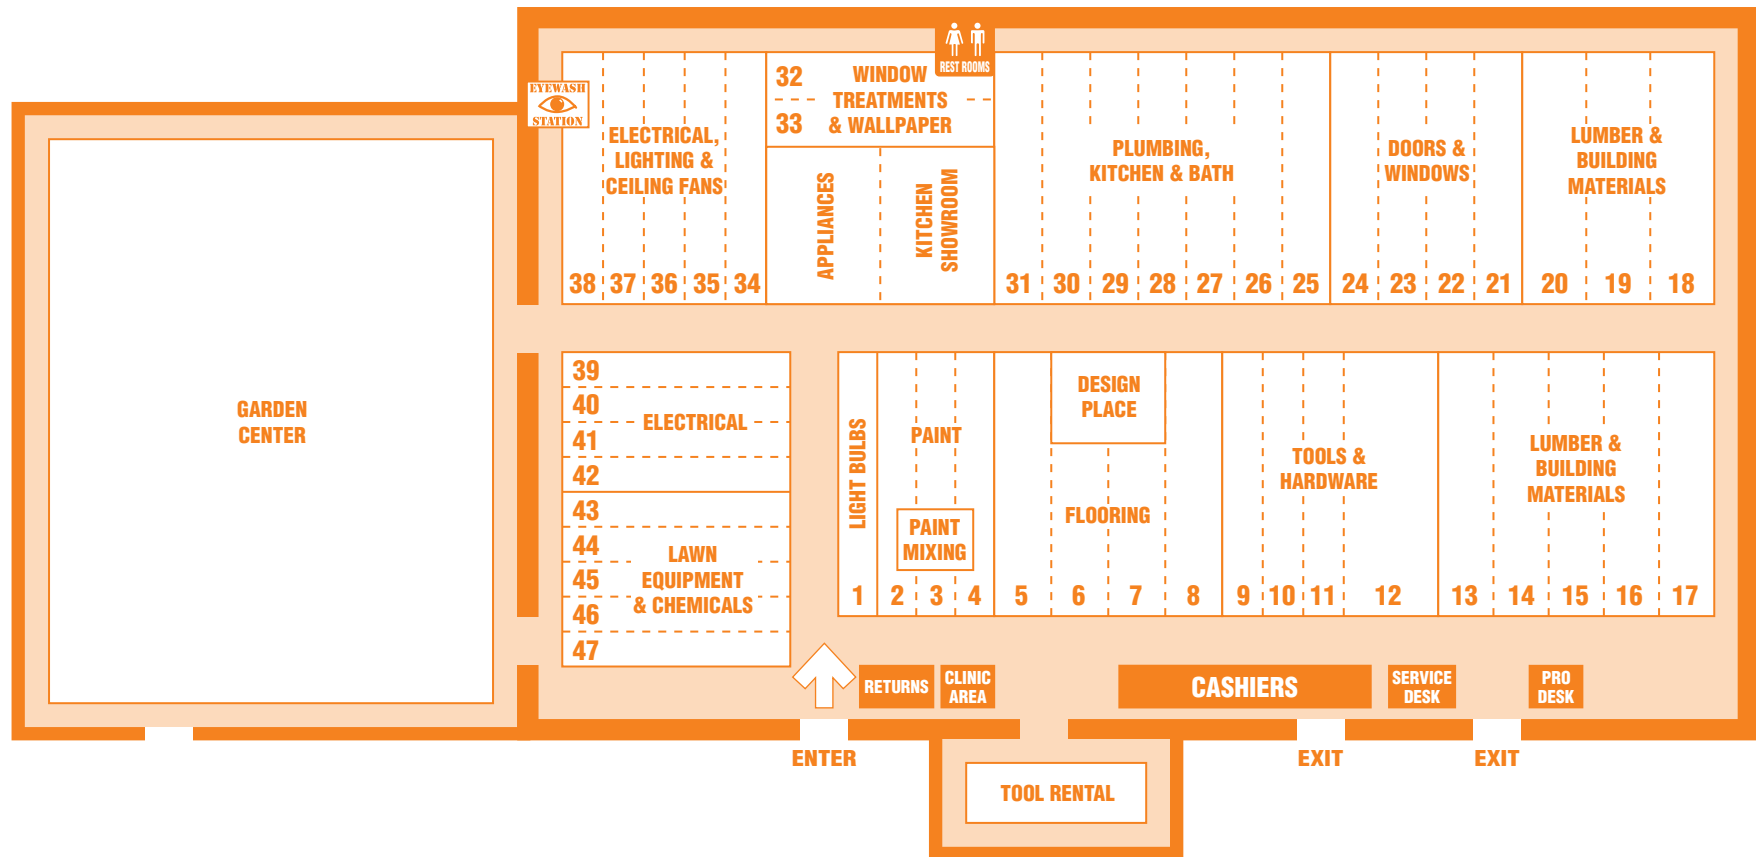 REST ROOMS
EYEWASH
STATION
ELECTRICAL,
LIGHTING &
CEILING FANS
38 37 36 35 34
32
33
WINDOW
TREATMENTS
& WALLPAPER
APPLIANCES
KITCHEN
SHOWROOM
PLUMBING,
KITCHEN & BATH
31 30 29 28 27 26 25
DOORS &
WINDOWS
24 23 22 21
LUMBER &
BUILDING
MATERIALS
20 19 18
GARDEN
CENTER
39
40
41
42
ELECTRICAL
43
44
45
46
47
LAWN
EQUIPMENT
& CHEMICALS
LIGHT BULBS
1
PAINT
PAINT
MIXING
2 3 4
DESIGN
PLACE
FLOORING
5 6 7 8
TOOLS &
HARDWARE
9 10 11 12
LUMBER &
BUILDING
MATERIALS
13 14 15 16 17
RETURNS
CLINIC
AREA
CASHIERS
SERVICE
DESK
PRO
DESK
ENTER
EXIT
EXIT
TOOL RENTAL